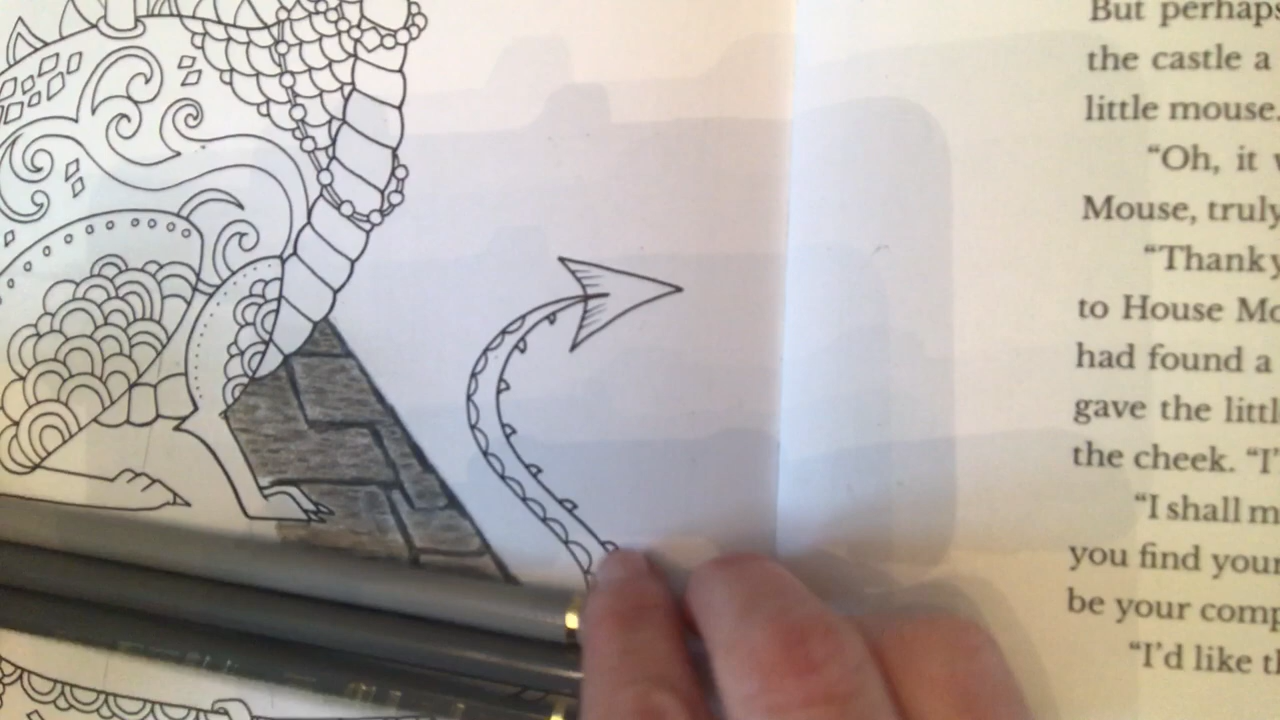 But perhaps
the castle a
little mouse.
“Oh, it
Mouse, truly
“Thank
to House Mo
had found a
gave the littl
the cheek. “I’
“I shall m
you find your
be your comp
“I’d like